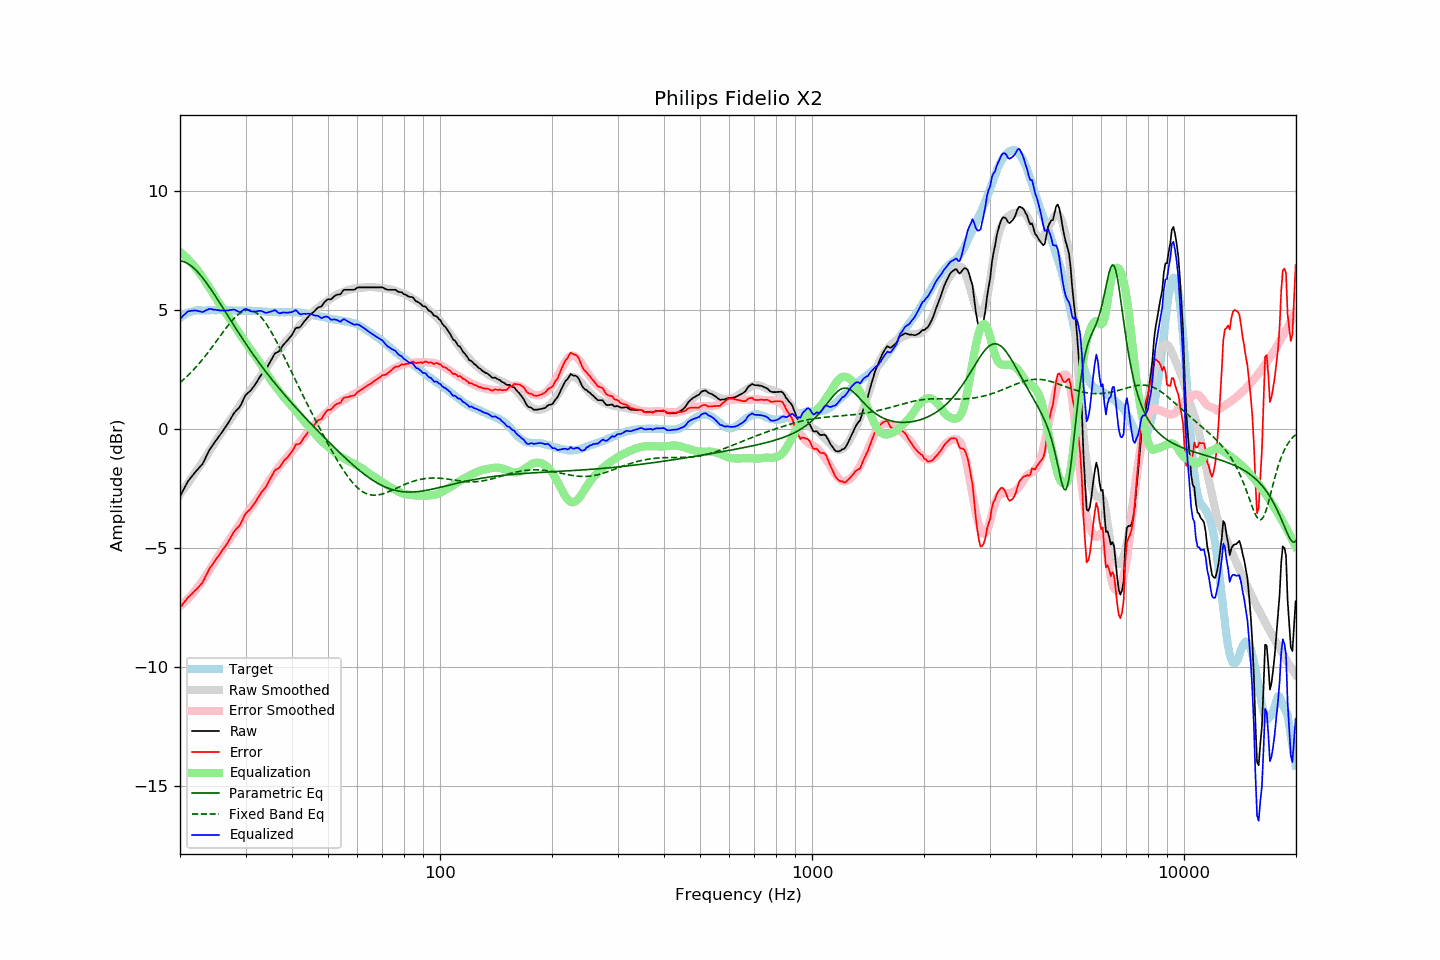 Philips Fidelio X2
Amplitude (dBr)
10
5
0
−5
−10
−15
Target
Raw Smoothed
Error Smoothed
Raw
Error
Equalization
Parametric Eq
Fixed Band Eq
Equalized
100
1000
10000
Frequency (Hz)